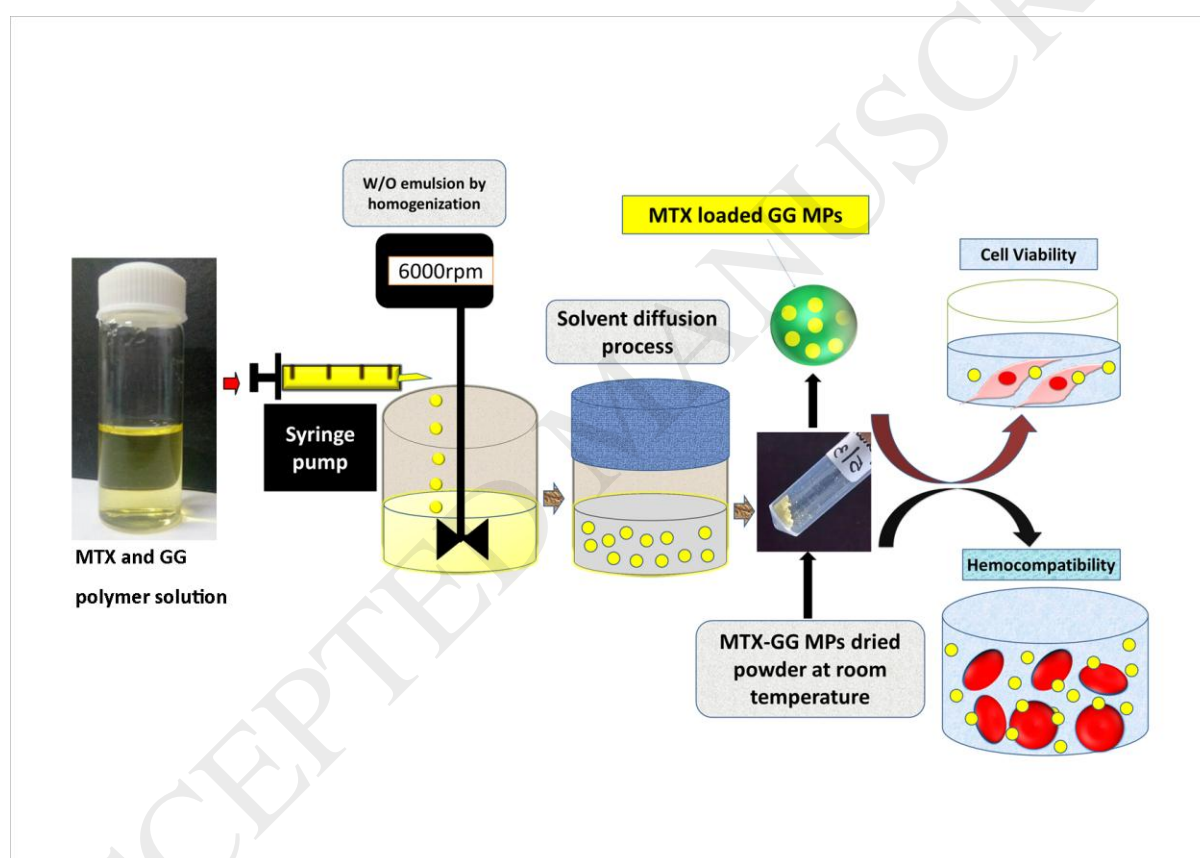 W/O emulsion by
homogenization
6000rpm
MTX loaded GG MPs
Cell Viability
Solvent diffusion
process
Syringe
pump
MTX and GG
polymer solution
Hemocompatibility
MTX-GG MPs dried
powder at room
temperature